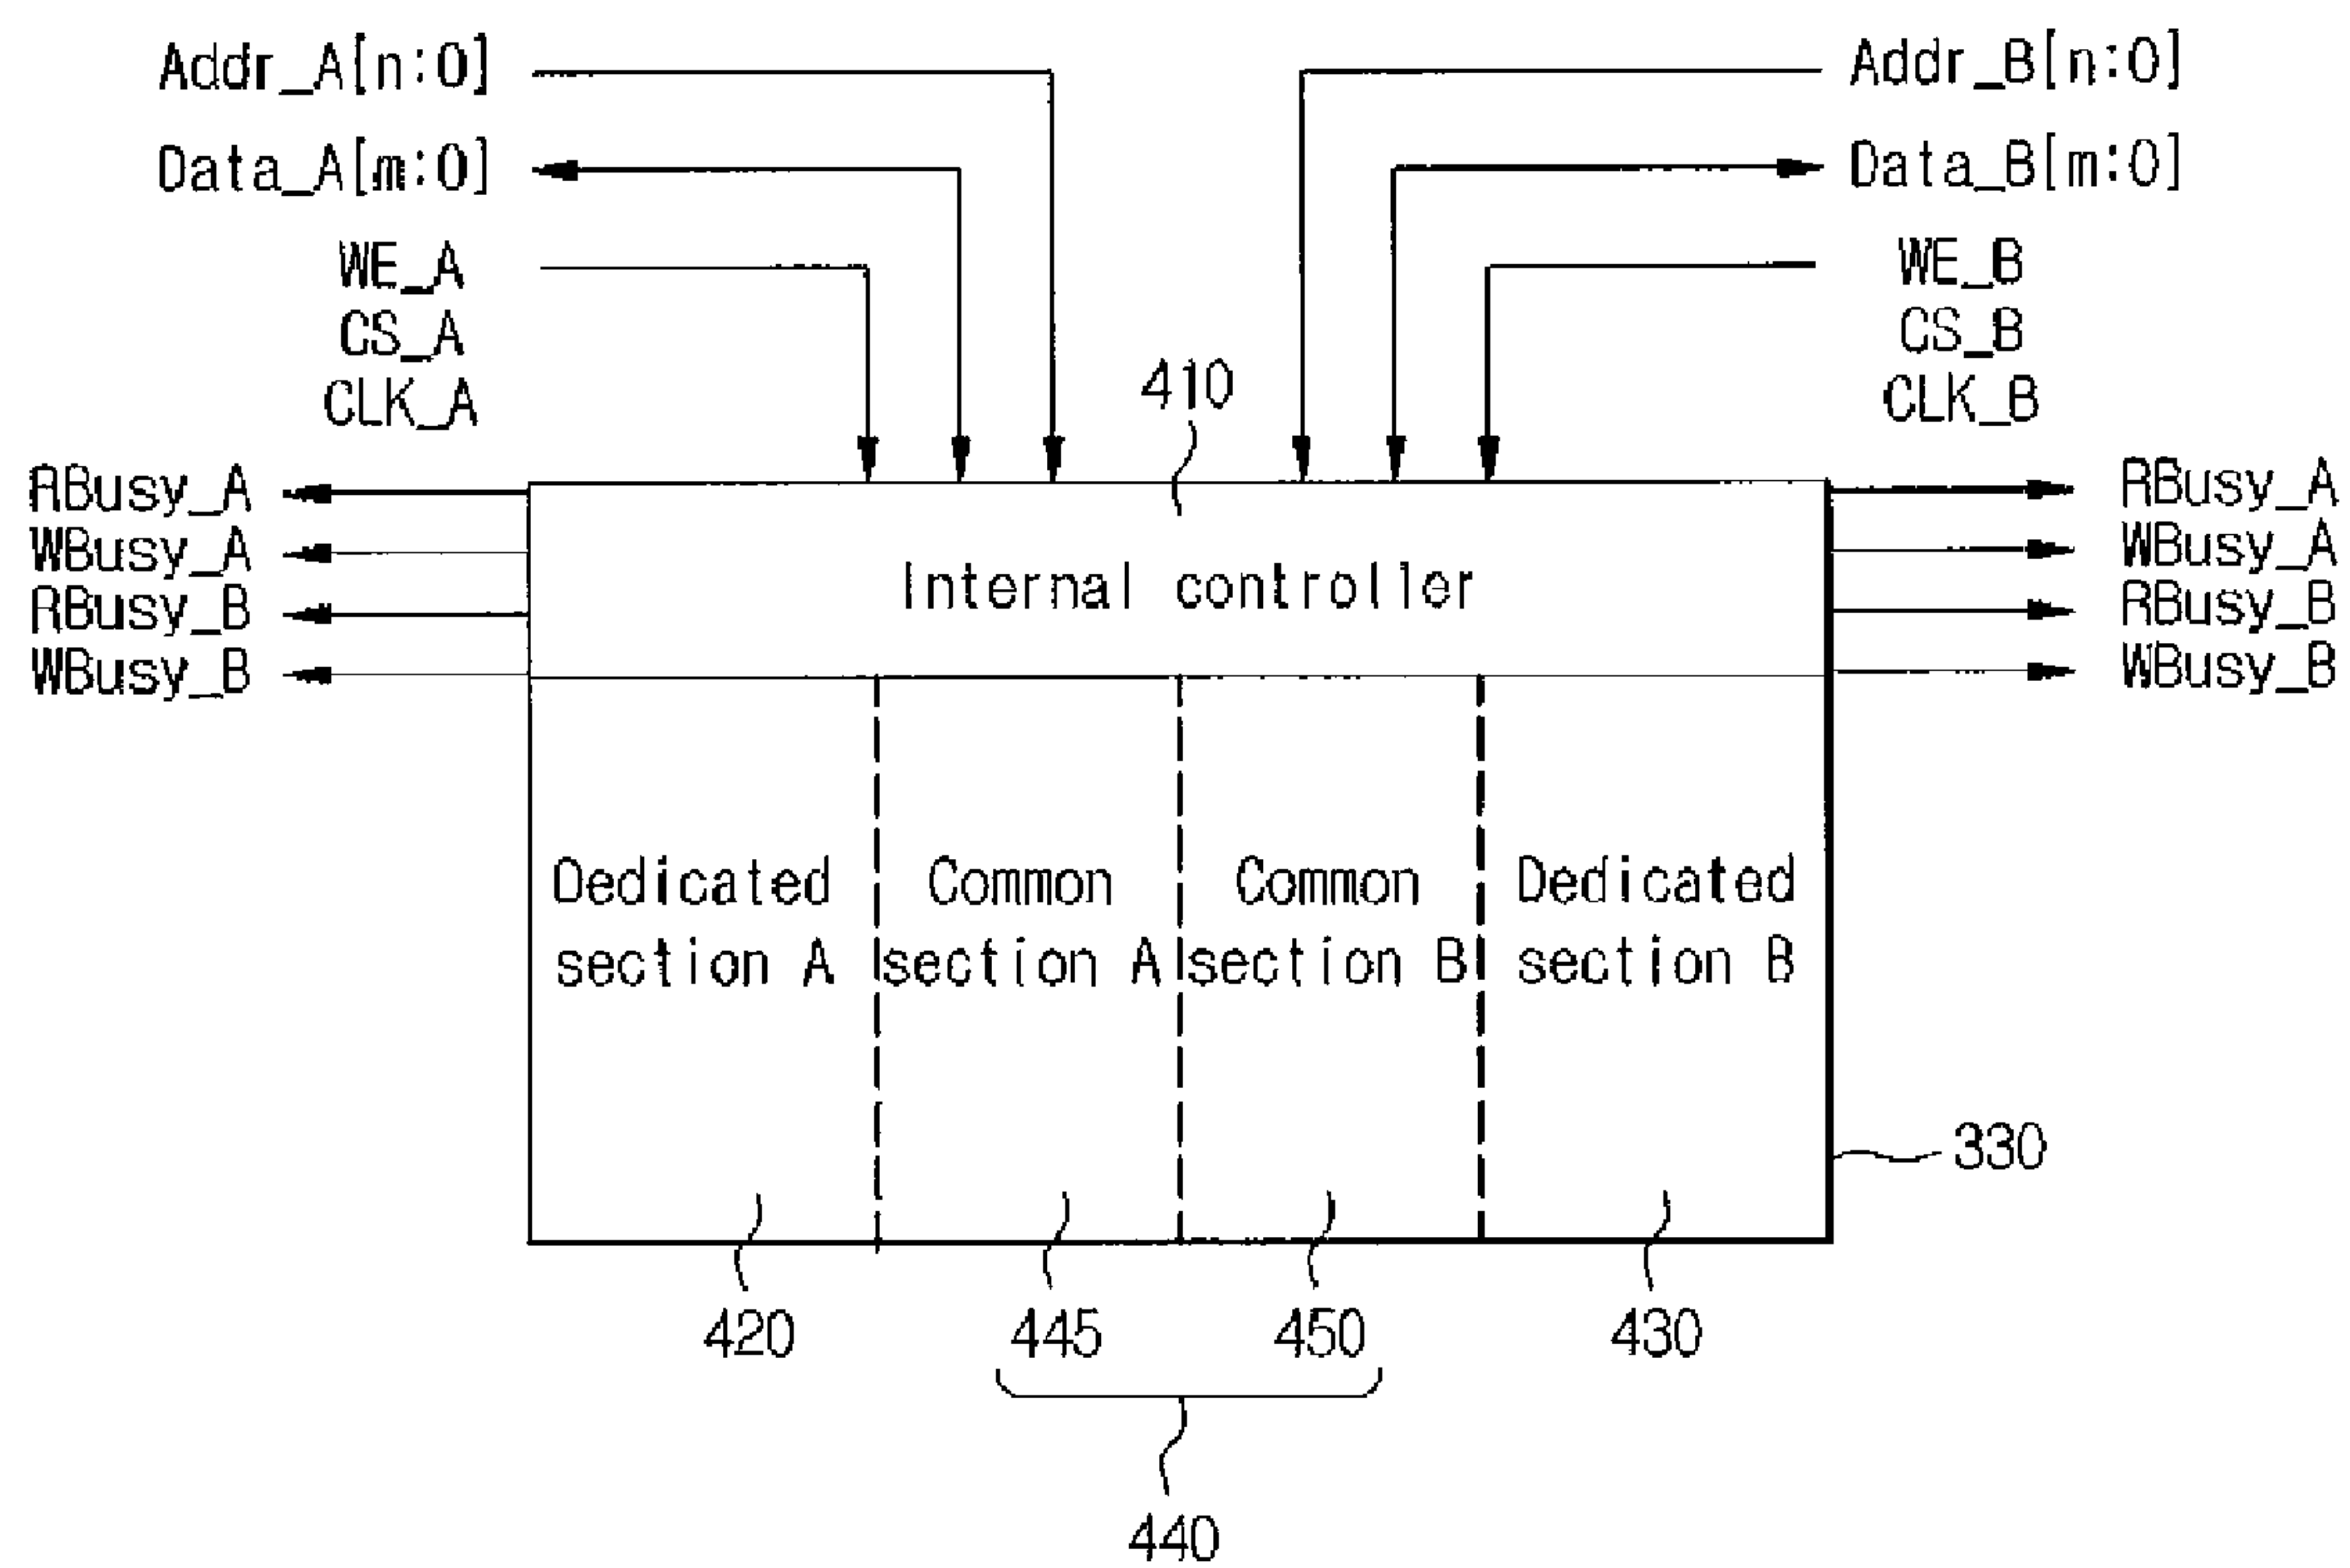 Addr_A[n:0]
Addr_B[n:0]
Data_A[m:0]
Data_B[m:0]
WE_A
CS_A
CLK_A
WE_B
CS_B
CLK_B
410
RBusy_A
WBusy_A
RBusy_B
WBusy_B
Internal controller
RBusy_A
WBusy_A
RBusy_B
WBusy_B
Dedicated
section A
Common
section A
Common
section B
Dedicated
section B
330
420
445
450
430
440